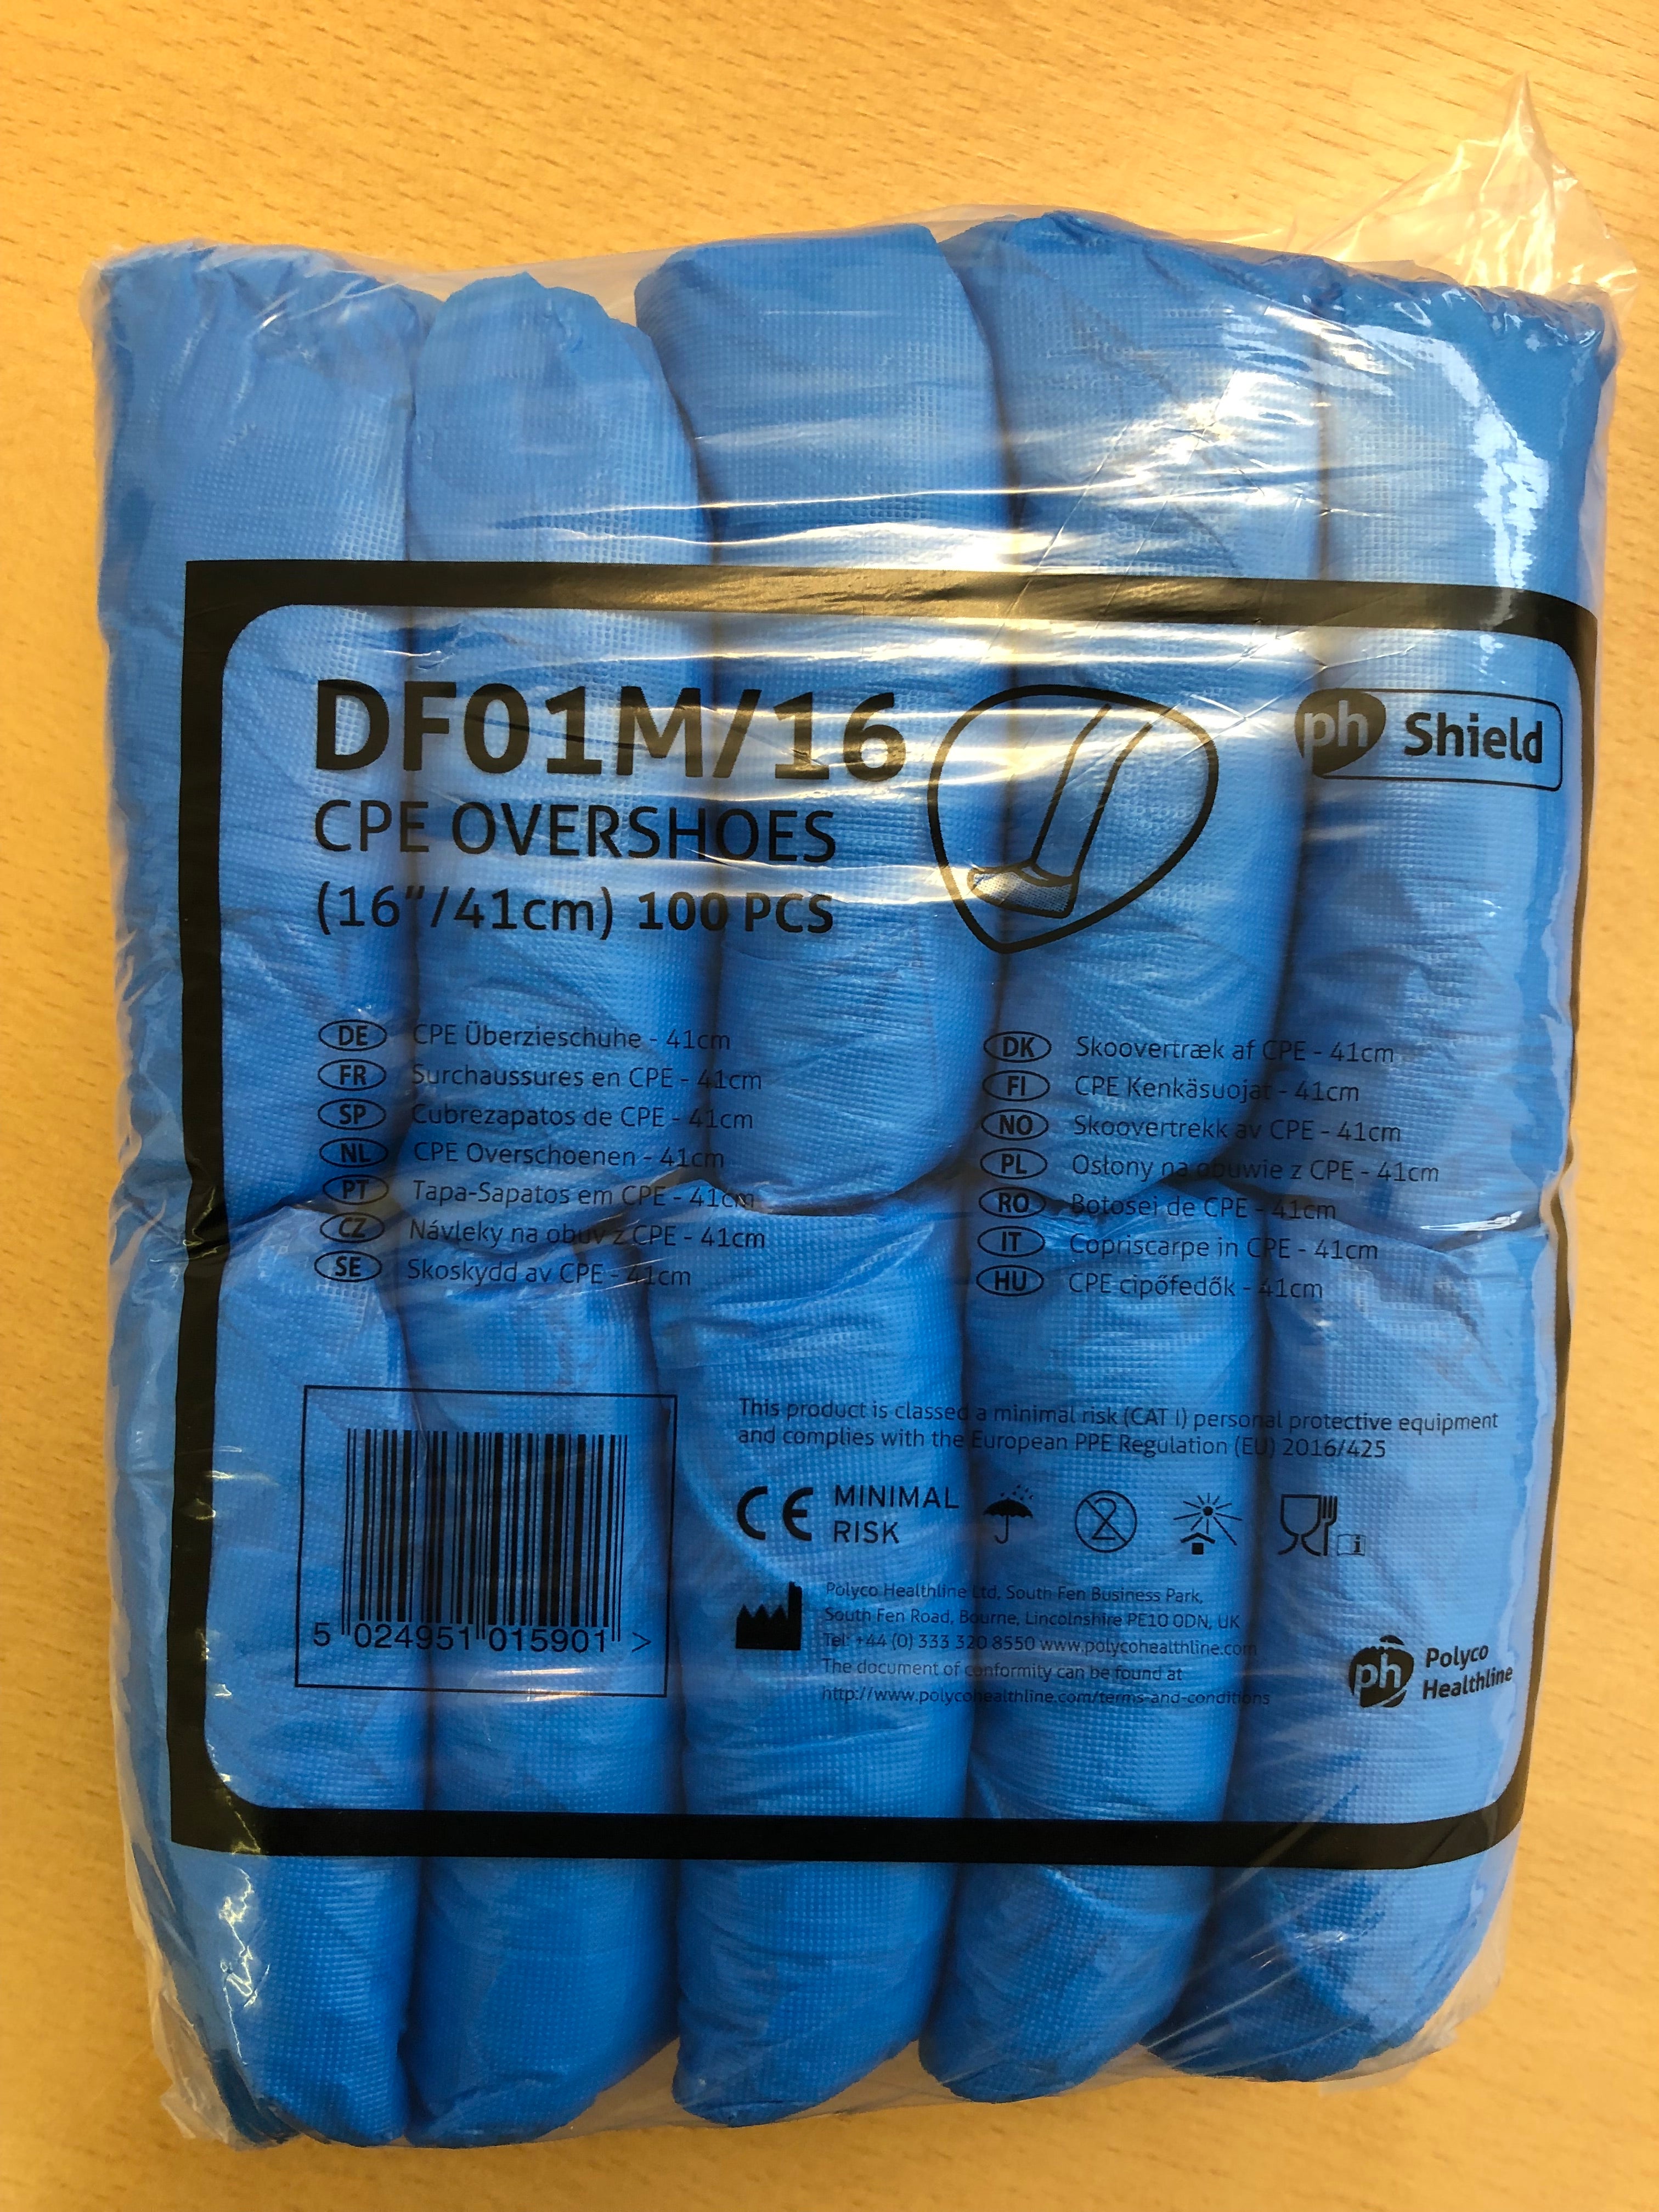 DF01M/16
ph Shield
CPE OVERSHOES
(16"/41cm) 100 PCS
DE CPE Überzieschuhe - 41cm
FR Surchaussures en CPE - 41cm
SP Cubrezapatos de CPE - 41cm
NL CPE Overschoenen - 41cm
PT Tapa-Sapatos em CPE - 41cm
CZ Návleky na obuv z CPE - 41cm
SE Skoskydd av CPE - 41cm
DK Skoovertræk af CPE - 41cm
FI CPE Kenkäsuojat - 41cm
NO Skoovertrekk av CPE - 41cm
PL Osłony na obuwie z CPE - 41cm
RO Botosei de CPE - 41cm
IT Copriscarpe in CPE - 41cm
HU CPE cipőfedők - 41cm
This product is classed a minimal risk (CAT I) personal protective equipment
and complies with the European PPE Regulation (EU) 2016/425
CE MINIMAL
RISK
2
i
5 024951 015901 >
Polyco Healthline Ltd, South Fen Business Park,
South Fen Road, Bourne, Lincolnshire PE10 0DN, UK
Tel: +44 (0) 333 320 8550 www.polycohealthline.com
The document of conformity can be found at
http://www.polycohealthline.com/terms-and-conditions
ph Polyco
Healthline